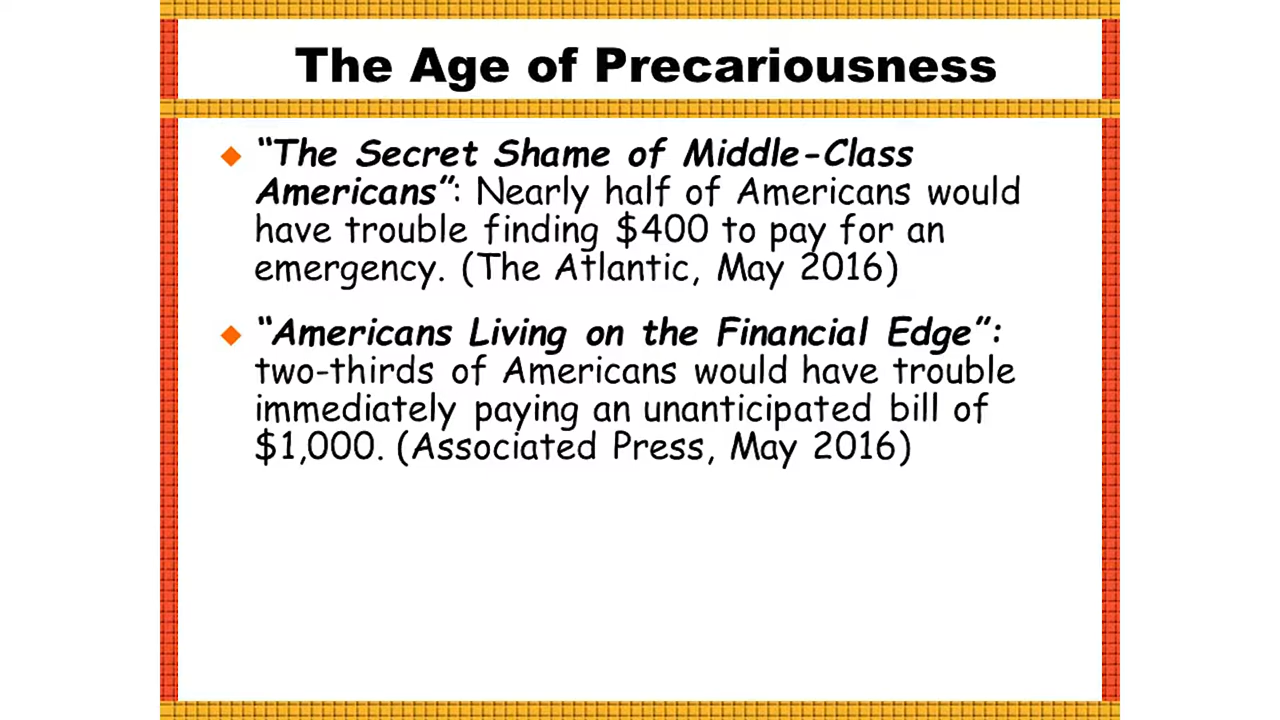 The Age of Precariousness
“The Secret Shame of Middle-Class
Americans”: Nearly half of Americans would
have trouble finding $400 to pay for an
emergency. (The Atlantic, May 2016)
“Americans Living on the Financial Edge”:
two-thirds of Americans would have trouble
immediately paying an unanticipated bill of
$1,000. (Associated Press, May 2016)